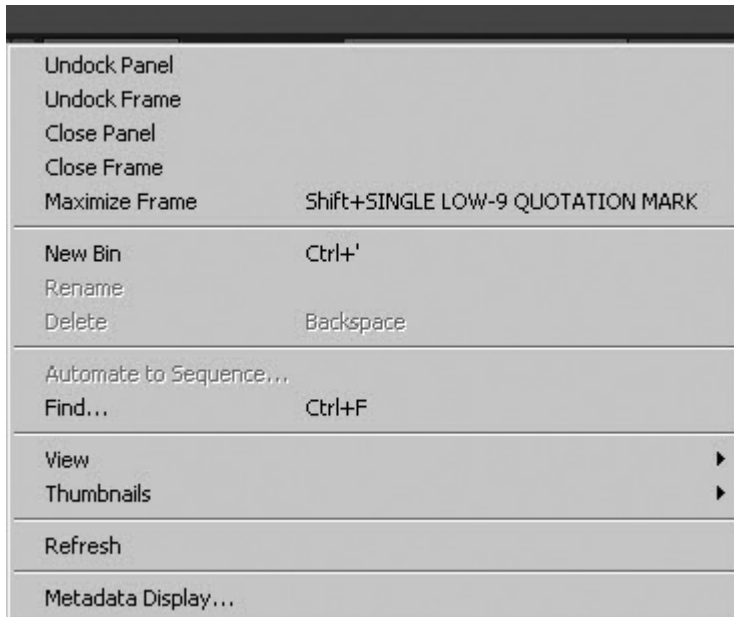 Undock Panel
Undock Frame
Close Panel
Close Frame
Maximize Frame Shift+SINGLE LOW-9 QUOTATION MARK
New Bin Ctrl+'
Rename
Delete Backspace
Automate to Sequence...
Find... Ctrl+F
View
Thumbnails
Refresh
Metadata Display...